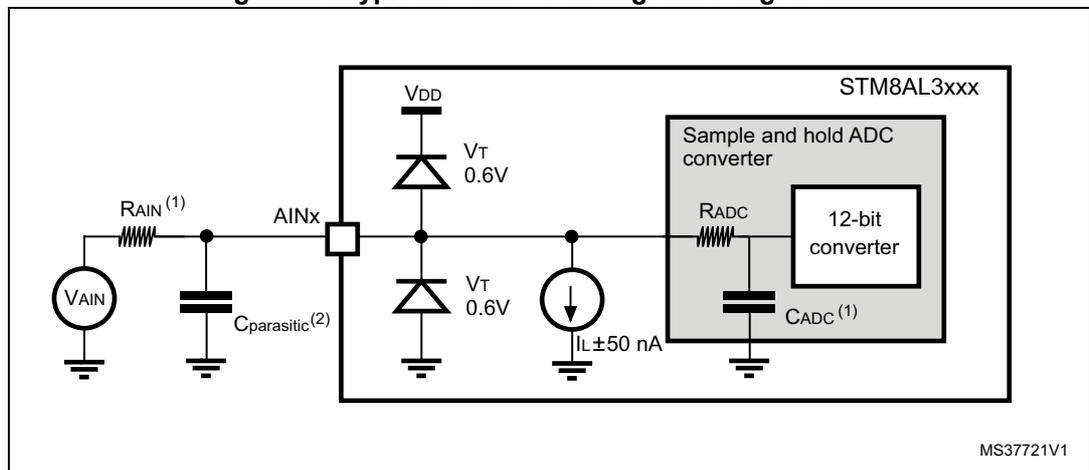 STM8AL3xxx
VDD
Sample and hold ADC
converter
VT
0.6V
RAIN (1)
AINx
RADC
12-bit
converter
VAIN
Cparasitic(2)
VT
0.6V
IL±50 nA
CADC (1)
MS37721V1